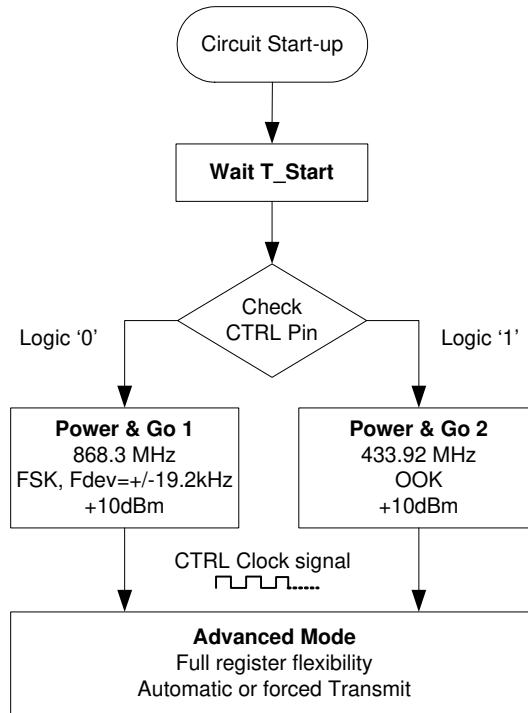 Circuit Start-up
Wait T_Start
Check
CTRL Pin
Logic ‘0’
Logic ‘1’
Power & Go 1
868.3 MHz
FSK, Fdev=+/-19.2kHz
+10dBm
Power & Go 2
433.92 MHz
OOK
+10dBm
CTRL Clock signal
Advanced Mode
Full register flexibility
Automatic or forced Transmit